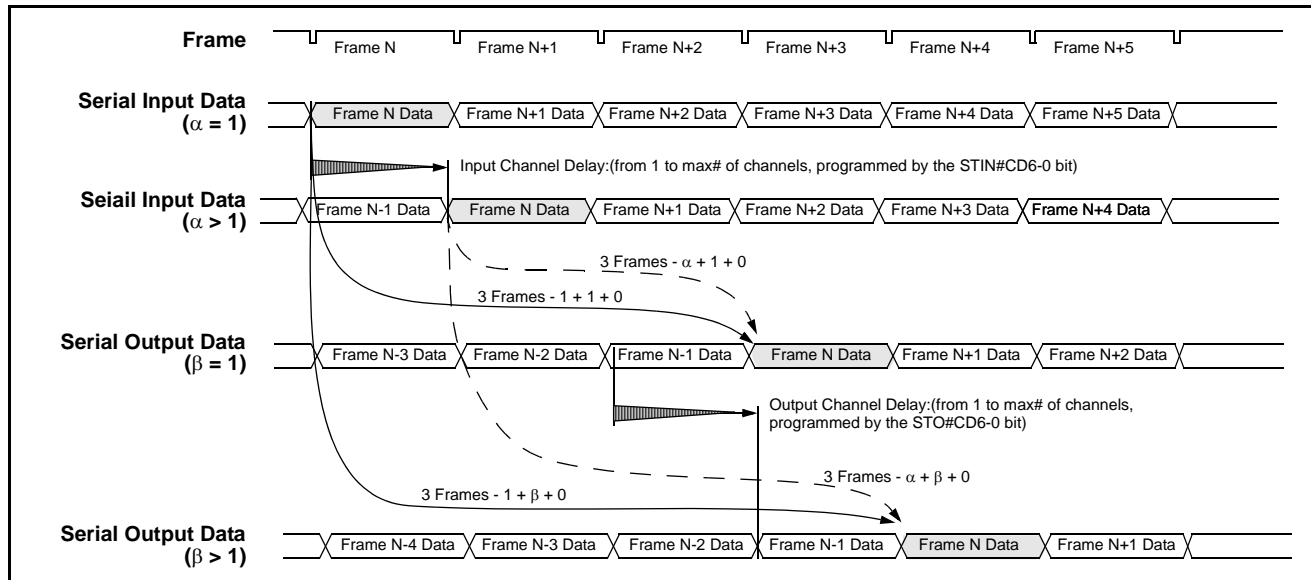 Frame
Frame N Frame N+1 Frame N+2 Frame N+3 Frame N+4 Frame N+5
Serial Input Data
(α = 1)
Frame N Data Frame N+1 Data Frame N+2 Data Frame N+3 Data Frame N+4 Data Frame N+5 Data
Input Channel Delay:(from 1 to max# of channels, programmed by the STIN#CD6-0 bit)
Seiail Input Data
(α > 1)
Frame N-1 Data Frame N Data Frame N+1 Data Frame N+2 Data Frame N+3 Data Frame N+4 Data
3 Frames - α + 1 + 0
3 Frames - 1 + 1 + 0
Serial Output Data
(β = 1)
Frame N-3 Data Frame N-2 Data Frame N-1 Data Frame N Data Frame N+1 Data Frame N+2 Data
Output Channel Delay:(from 1 to max# of channels,
programmed by the STO#CD6-0 bit)
3 Frames - α + β + 0
3 Frames - 1 + β + 0
Serial Output Data
(β > 1)
Frame N-4 Data Frame N-3 Data Frame N-2 Data Frame N-1 Data Frame N Data Frame N+1 Data